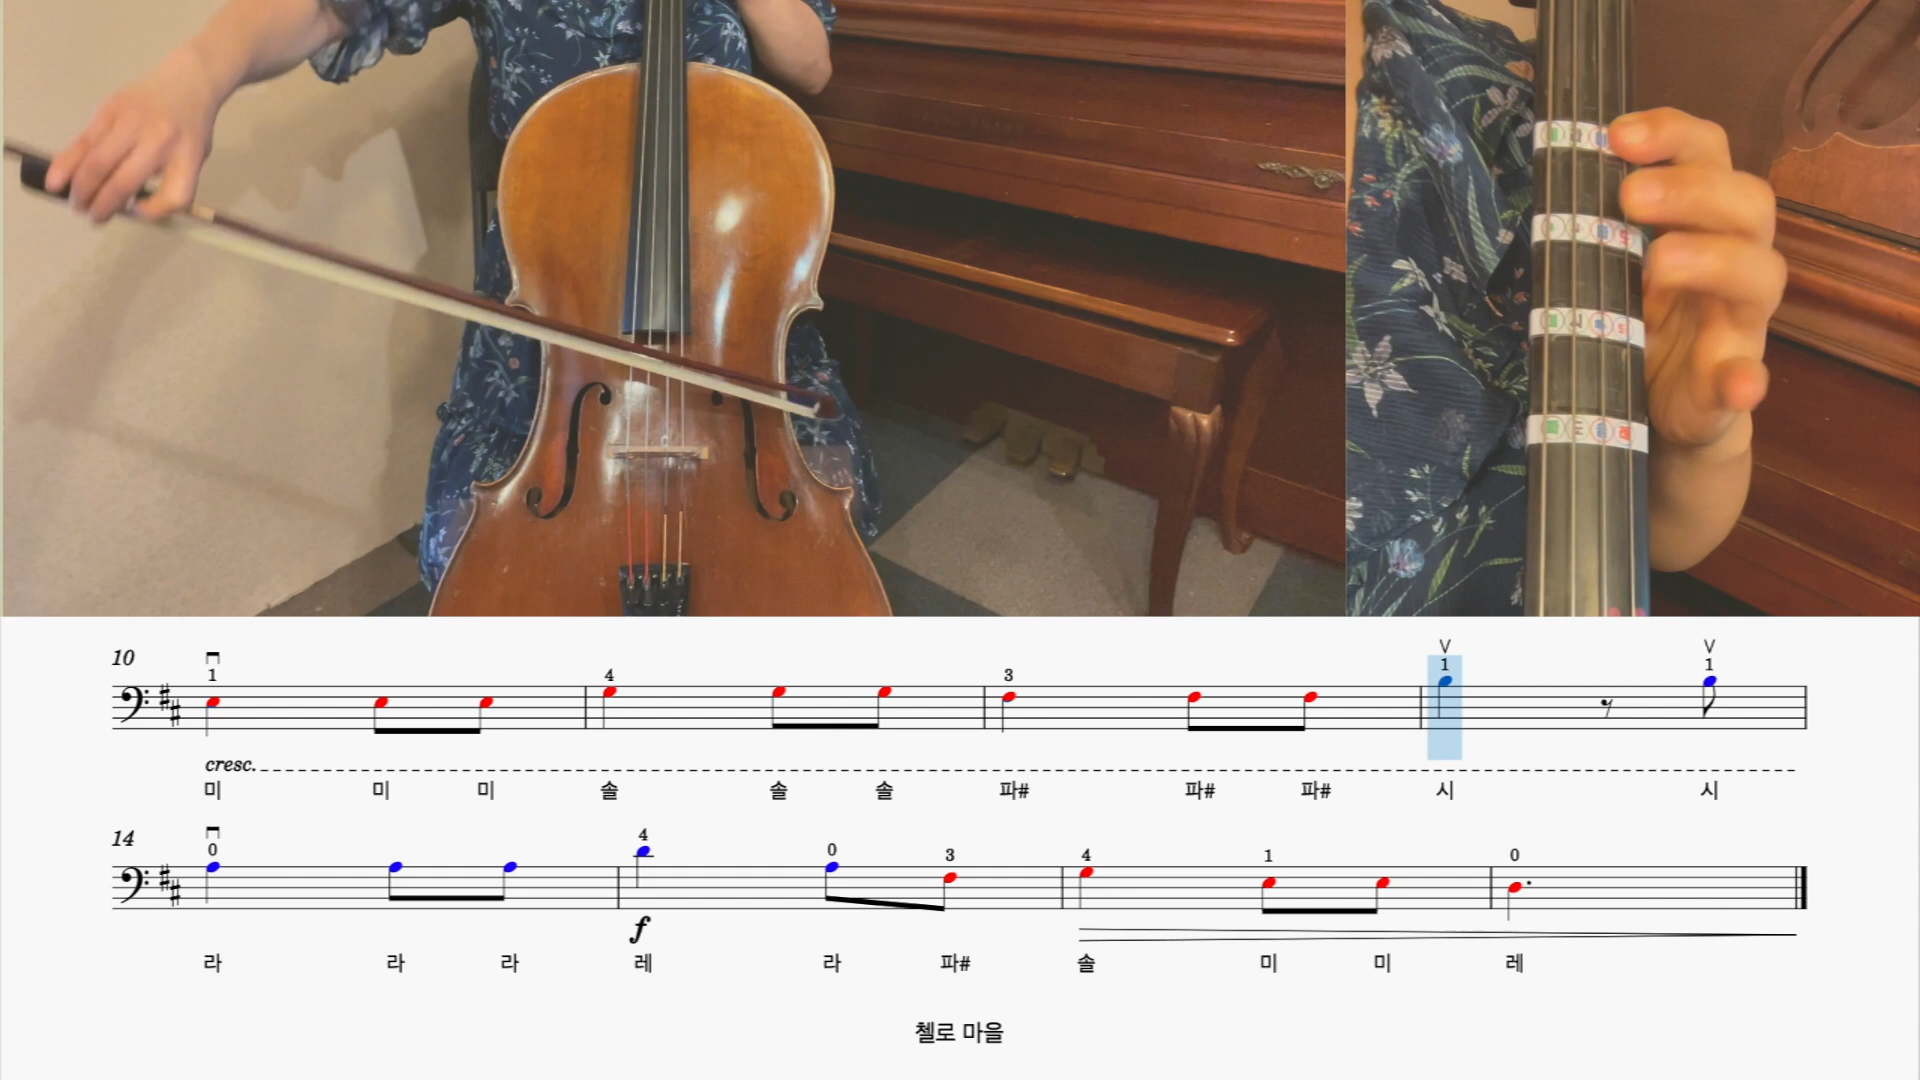 10
1 4 3 1 1
cresc.
미 미 미 솔 솔 솔 파# 파# 파# 시 시
14
0 4 0 3 4 1 0
f
라 라 라 레 라 파# 솔 미 미 레
첼로 마을